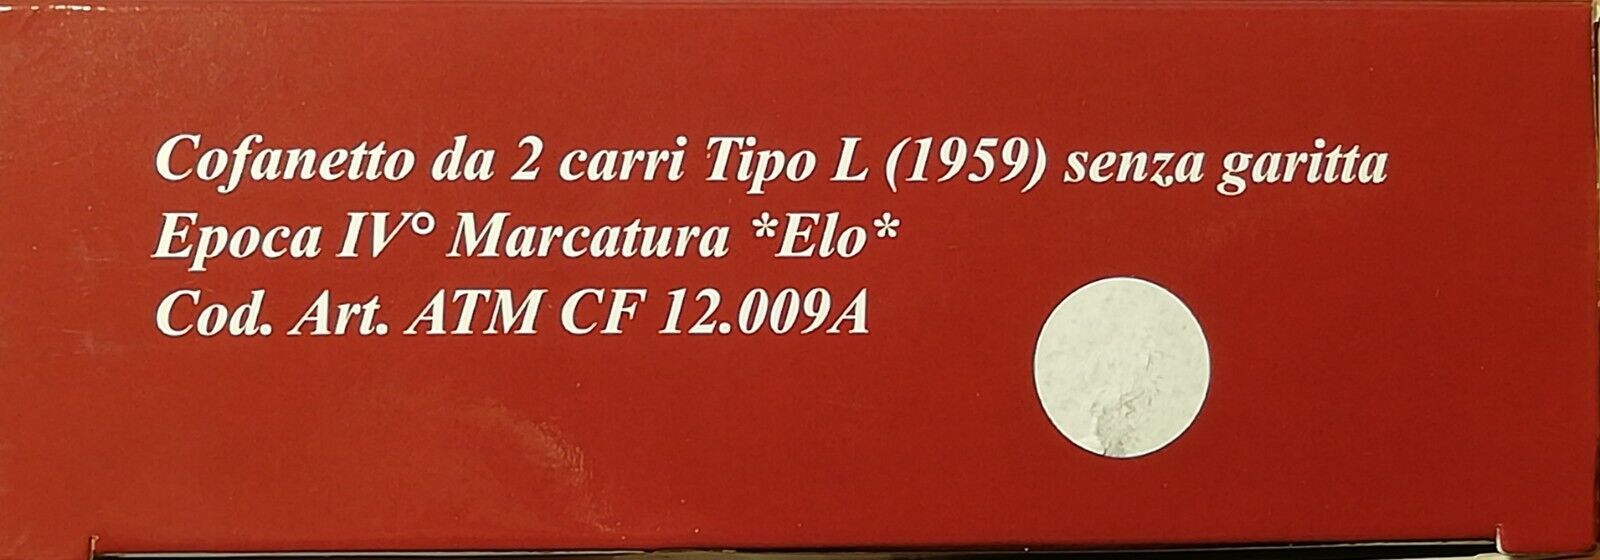 Cofanetto da 2 carri Tipo L (1959) senza garitta
Epoca IV° Marcatura *Elo*
Cod. Art. ATM CF 12.009A